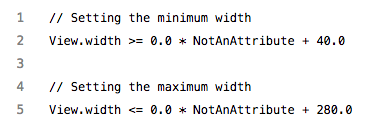 1 // Setting the minimum width
2 View.width >= 0.0 * NotAnAttribute + 40.0
3
4 // Setting the maximum width
5 View.width <= 0.0 * NotAnAttribute + 280.0